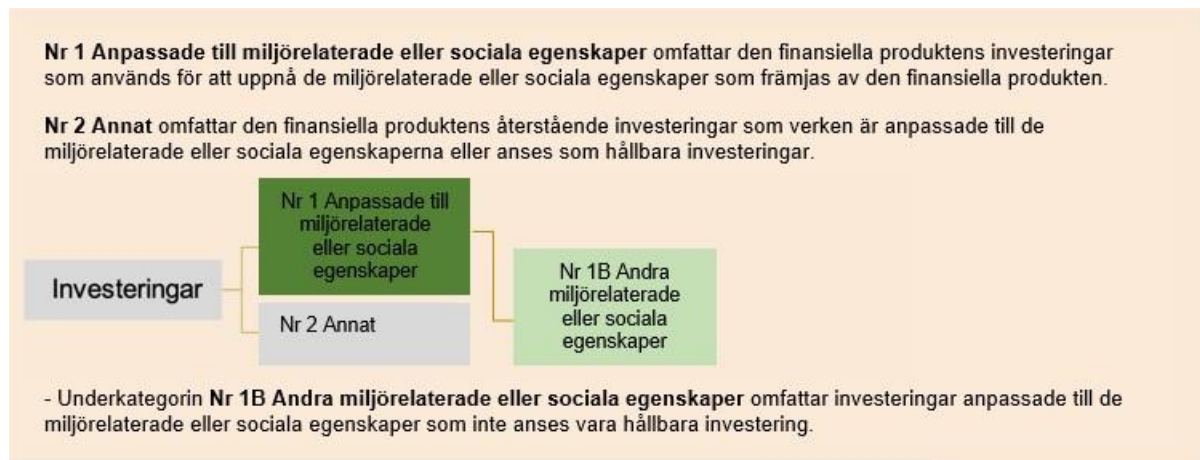 Nr 1 Anpassade till miljörelaterade eller sociala egenskaper omfattar den finansiella produktens investeringar
som används för att uppnå de miljörelaterade eller sociala egenskaper som främjas av den finansiella produkten.
Nr 2 Annat omfattar den finansiella produktens återstående investeringar som verken är anpassade till de
miljörelaterade eller sociala egenskaperna eller anses som hållbara investeringar.
Investeringar
Nr 1 Anpassade till
miljörelaterade
eller sociala
egenskaper
Nr 2 Annat
Nr 1B Andra
miljörelaterade
eller sociala
egenskaper
- Underkategorin Nr 1B Andra miljörelaterade eller sociala egenskaper omfattar investeringar anpassade till de
miljörelaterade eller sociala egenskaper som inte anses vara hållbara investering.